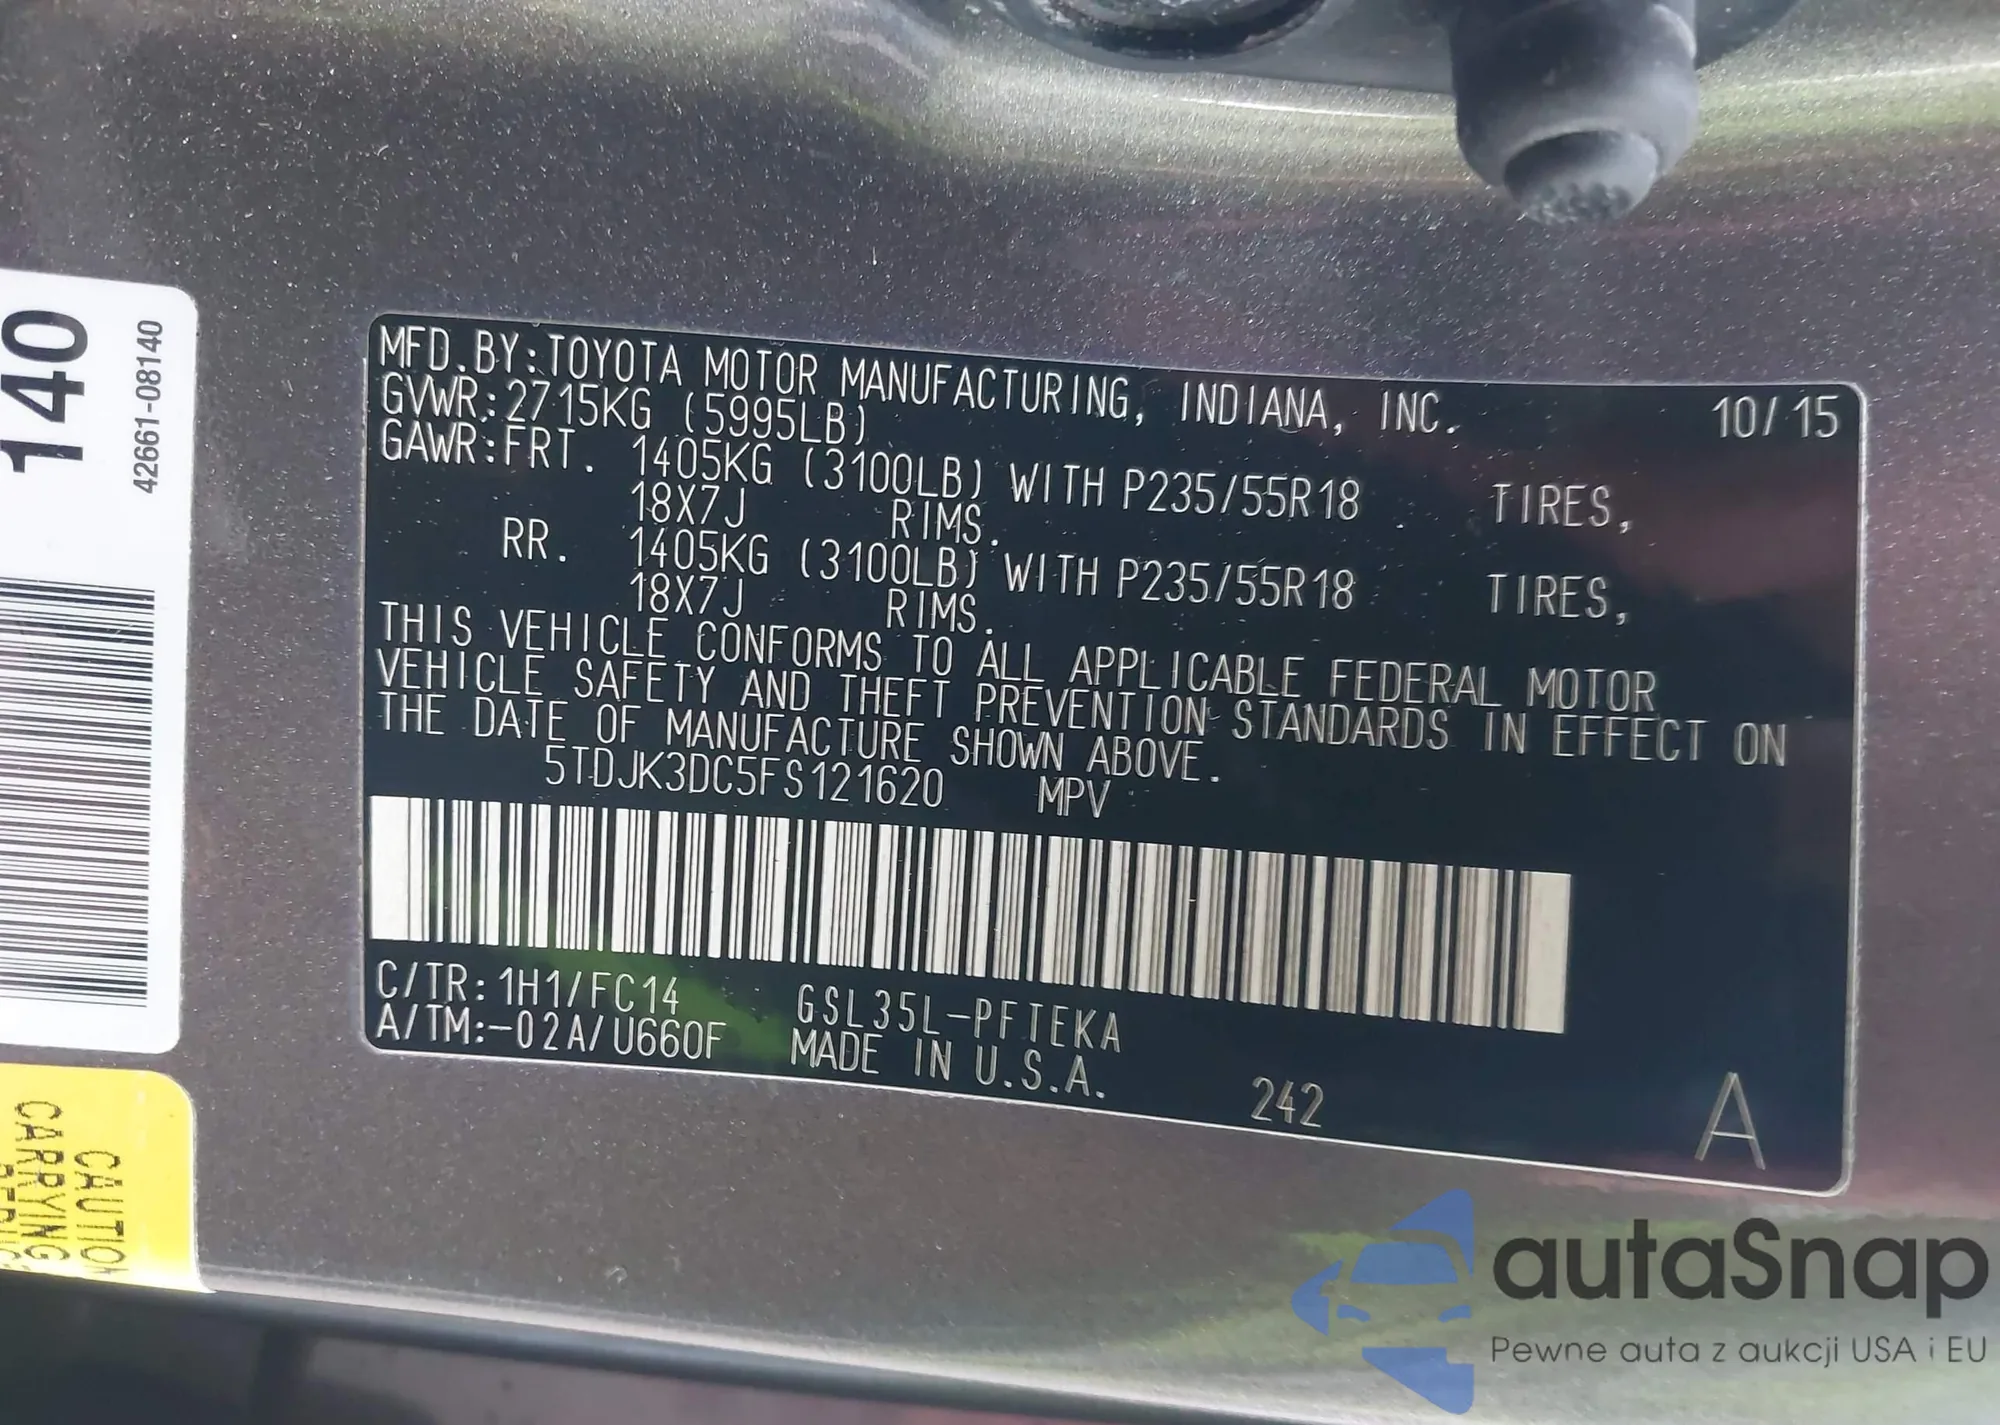 140
42661-08140
MFD.BY:TOYOTA MOTOR MANUFACTURING, INDIANA, INC. 10/15
GVWR:2715KG (5995LB)
GAWR:FRT. 1405KG (3100LB) WITH P235/55R18 TIRES,
18X7J RIMS.
RR. 1405KG (3100LB) WITH P235/55R18 TIRES,
18X7J RIMS.
THIS VEHICLE CONFORMS TO ALL APPLICABLE FEDERAL MOTOR
VEHICLE SAFETY AND THEFT PREVENTION STANDARDS IN EFFECT ON
THE DATE OF MANUFACTURE SHOWN ABOVE.
5TDJK3DC5FS121620 MPV
C/TR:1H1/FC14 GSL35L-PFTEKA
A/TM:-02A/U660F MADE IN U.S.A.
242 A
CAUTION
CARRYING
autaSnap
Pewne auta z aukcji USA i EU